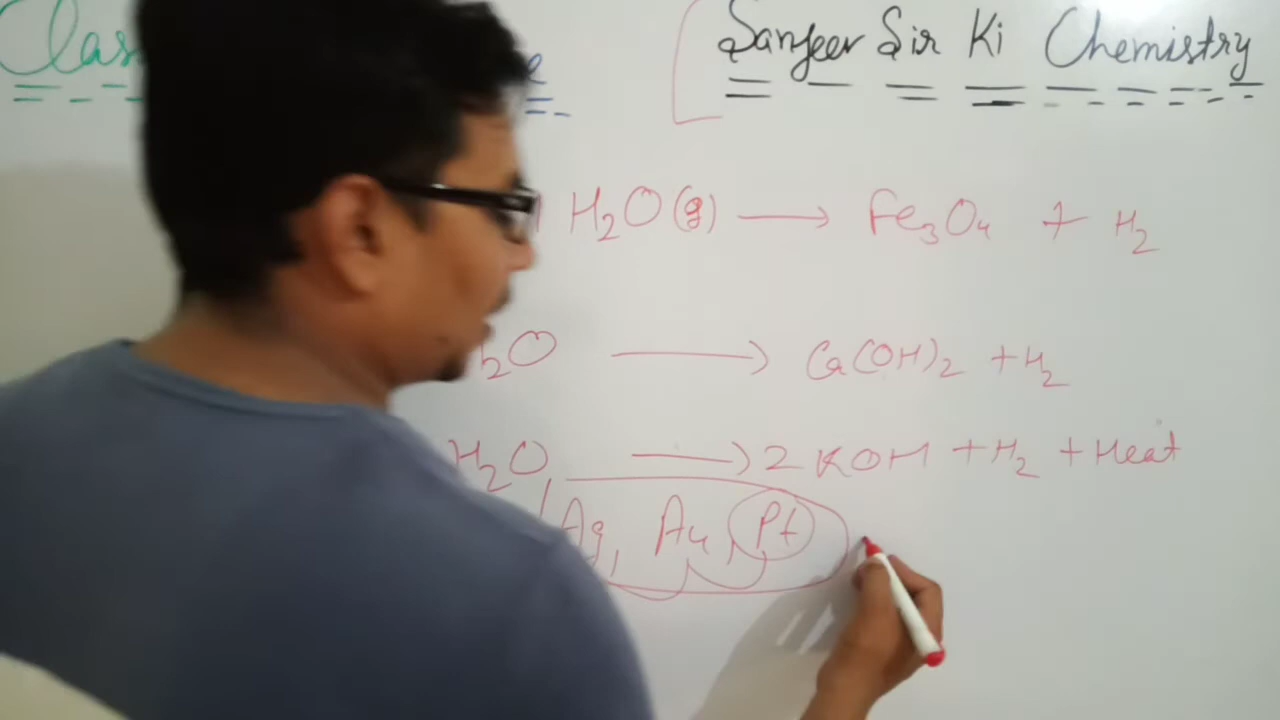 Sanjeev Sir Ki Chemistry
H₂O(g) → Fe₃O₄ + H₂
₂O → Ca(OH)₂ + H₂
H₂O → 2 KOH + H₂ + Heat
Ag, Au, Pt